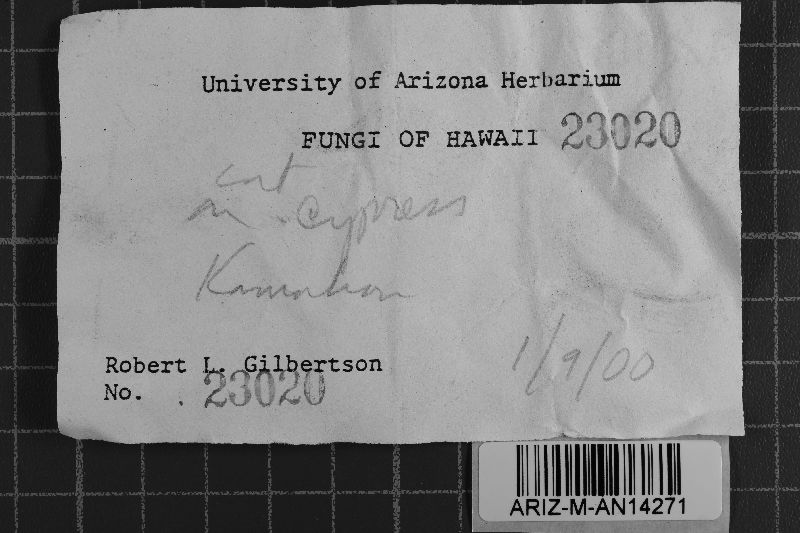 University of Arizona Herbarium
FUNGI OF HAWAII 23020
cort
on cypress
Robert L. Gilbertson
No. . 23020
1/9/00
ARIZ-M-AN14271